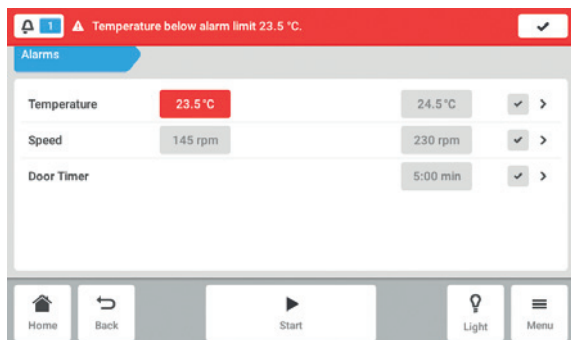 1 Temperature below alarm limit 23.5 °C.
Alarms
Temperature 23.5°C 24.5°C
Speed 145 rpm 230 rpm
Door Timer 5:00 min
Home Back Start Light Menu